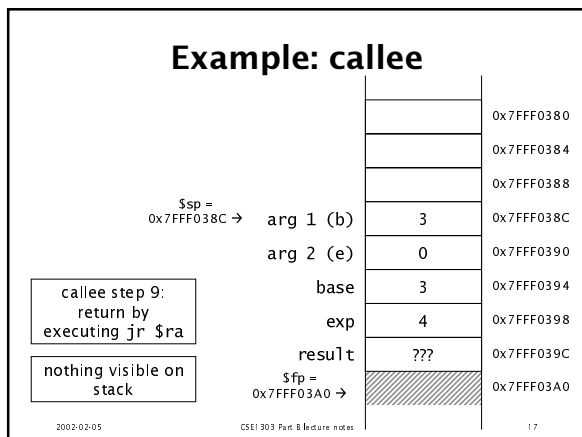 Example: callee
0x7FFF0380
0x7FFF0384
0x7FFF0388
$sp =
0x7FFF038C →
arg 1 (b)
3
0x7FFF038C
arg 2 (e)
0
0x7FFF0390
base
3
0x7FFF0394
exp
4
0x7FFF0398
result
???
0x7FFF039C
$fp =
0x7FFF03A0 →
0x7FFF03A0
callee step 9:
return by
executing jr $ra
nothing visible on
stack
2002-02-05
CSE1303 Part B lecture notes
17